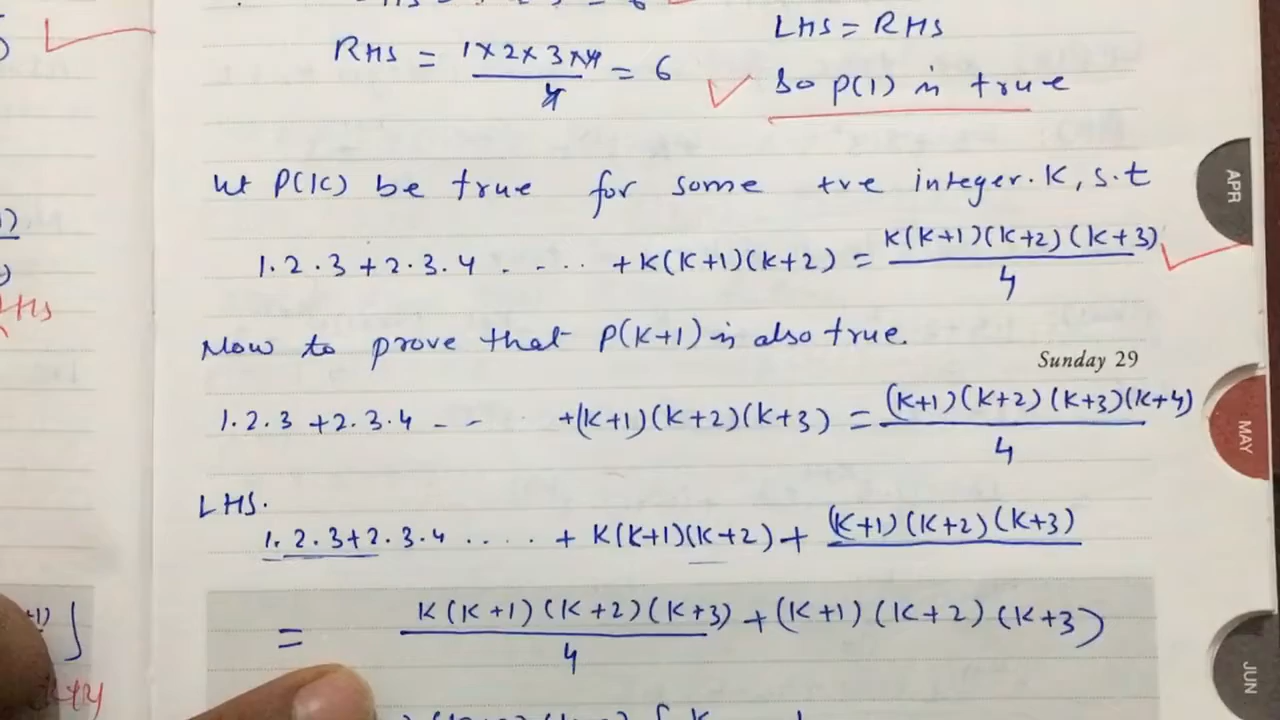 RHS = 1×2×3×4/4 = 6
LHS = RHS
So P(1) is true
let P(K) be true for some +ve integer. K, s.t
1.2.3 + 2.3.4 . - . . . + K(K+1)(K+2) = K(K+1)(K+2)(K+3)/4
Now to prove that P(K+1) is also true.
Sunday 29
1.2.3 + 2.3.4 - - +(K+1)(K+2)(K+3) = (K+1)(K+2)(K+3)(K+4)/4
LHS.
1.2.3+2.3.4 . . . . . + K(K+1)(K+2) + (K+1)(K+2)(K+3)
= K(K+1)(K+2)(K+3)/4 + (K+1)(K+2)(K+3)
APR
MAY
JUN